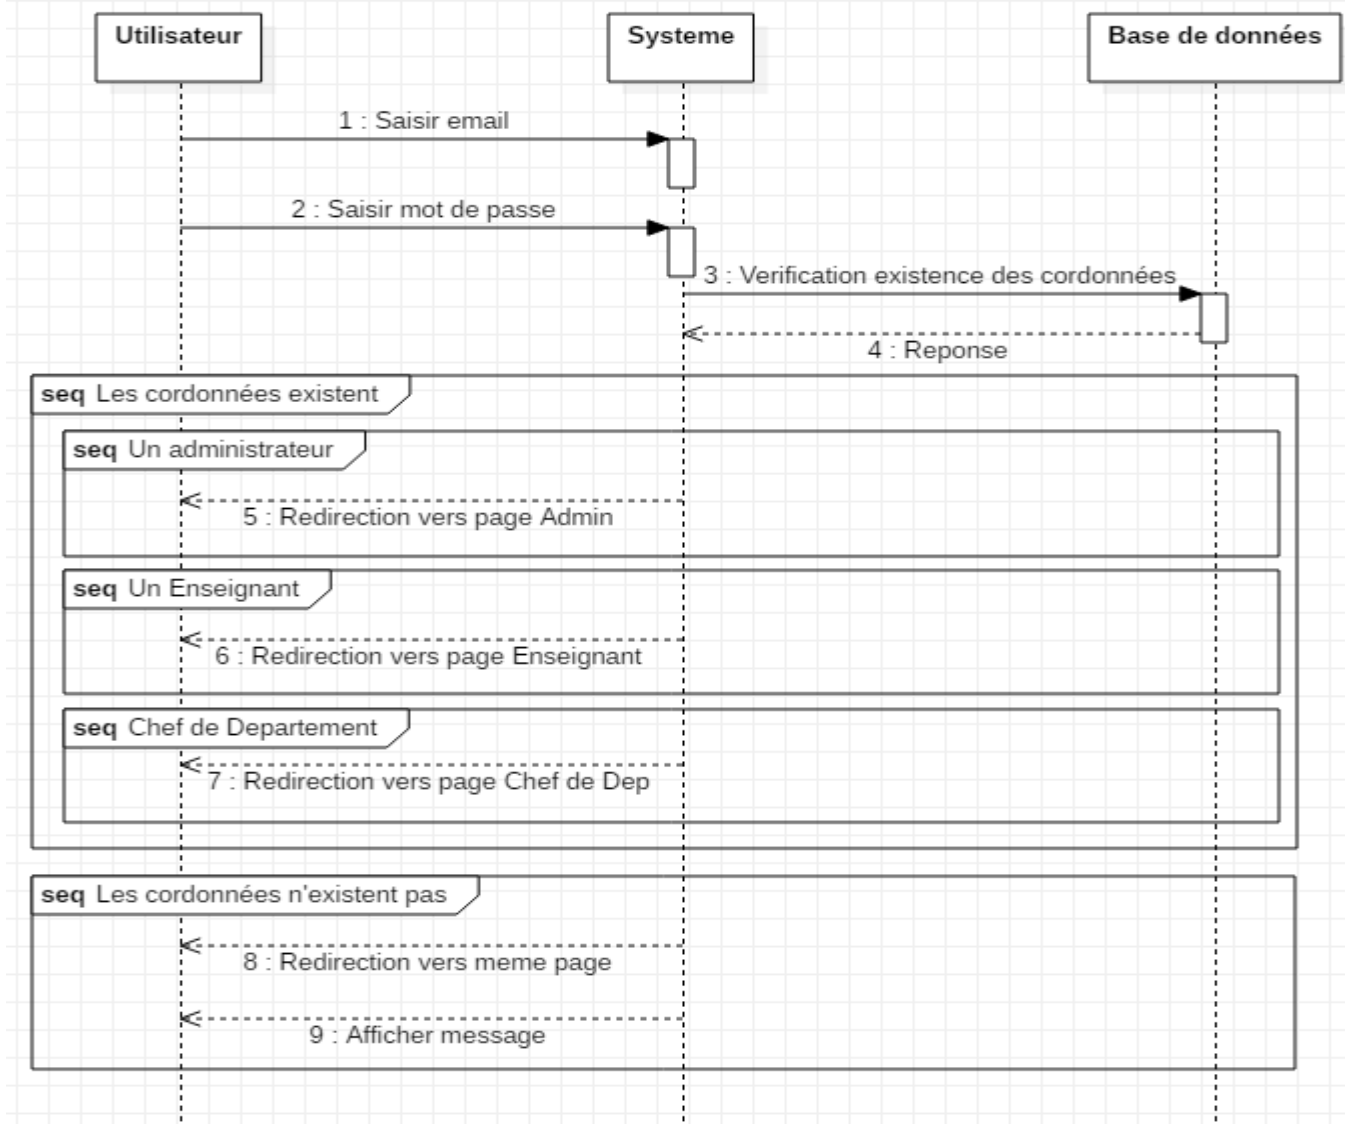 Utilisateur
Systeme
Base de données
1 : Saisir email
2 : Saisir mot de passe
3 : Verification existence des cordonnées
4 : Reponse
seq Les cordonnées existent
seq Un administrateur
5 : Redirection vers page Admin
seq Un Enseignant
6 : Redirection vers page Enseignant
seq Chef de Departement
7 : Redirection vers page Chef de Dep
seq Les cordonnées n'existent pas
8 : Redirection vers meme page
9 : Afficher message